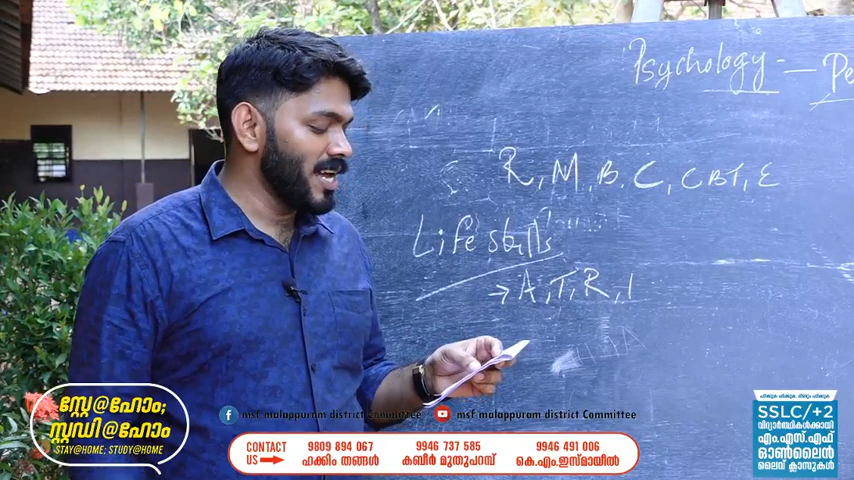 Psychology - Pe
R, M, B, C, CBT, E
Life skills
→ A, T, R, I
msf malappuram district Committee
msf malappuram district Committee
സ്റ്റേ@ഹോം;
സ്റ്റഡി@ഹോം
STAY@HOME; STUDY@HOME
CONTACT US
9809 894 067
ഹക്കീം തങ്ങൾ
9946 737 585
കബീർ മുതുപറമ്പ്
9946 491 006
കെ.എം.ഇസ്മായീൽ
SSLC/+2
വിദ്യാർത്ഥികൾക്കായി
എം.എസ്.എഫ്
ഓൺലൈൻ
ലൈവ് ക്ലാസുകൾ